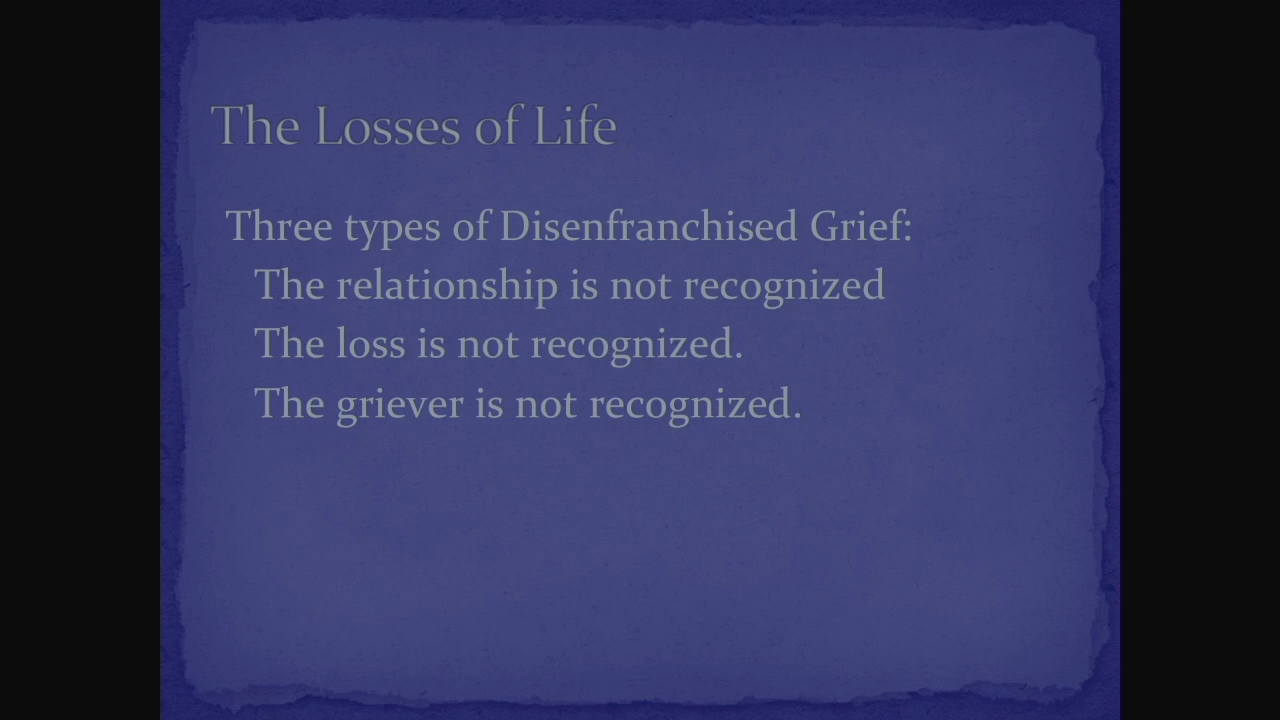 The Losses of Life
Three types of Disenfranchised Grief:
The relationship is not recognized
The loss is not recognized.
The griever is not recognized.